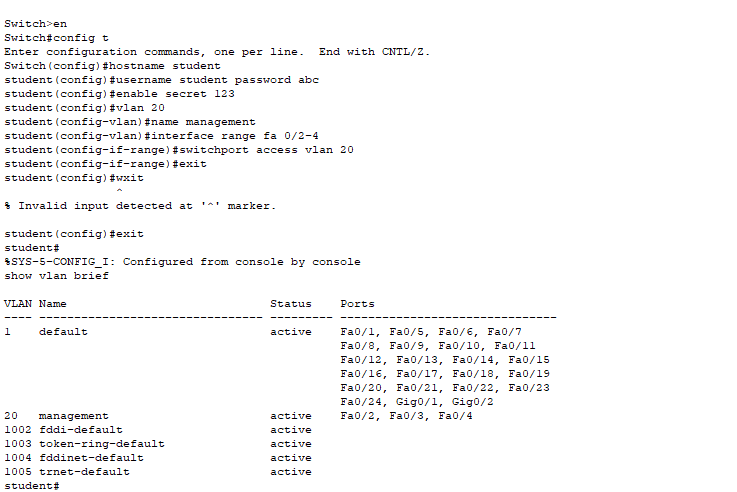 Switch>en
Switch#config t
Enter configuration commands, one per line.  End with CNTL/Z.
Switch(config)#hostname student
student(config)#username student password abc
student(config)#enable secret 123
student(config)#vlan 20
student(config-vlan)#name management
student(config-vlan)#interface range fa 0/2-4
student(config-if-range)#switchport access vlan 20
student(config-if-range)#exit
student(config)#wxit
                ^
% Invalid input detected at '^' marker.

student(config)#exit
student#
%SYS-5-CONFIG_I: Configured from console by console
show vlan brief

VLAN Name                             Status    Ports
---- -------------------------------- --------- -------------------------------
1    default                          active    Fa0/1, Fa0/5, Fa0/6, Fa0/7
                                                Fa0/8, Fa0/9, Fa0/10, Fa0/11
                                                Fa0/12, Fa0/13, Fa0/14, Fa0/15
                                                Fa0/16, Fa0/17, Fa0/18, Fa0/19
                                                Fa0/20, Fa0/21, Fa0/22, Fa0/23
                                                Fa0/24, Gig0/1, Gig0/2
20   management                       active    Fa0/2, Fa0/3, Fa0/4
1002 fddi-default                     active
1003 token-ring-default               active
1004 fddinet-default                  active
1005 trnet-default                    active
student#